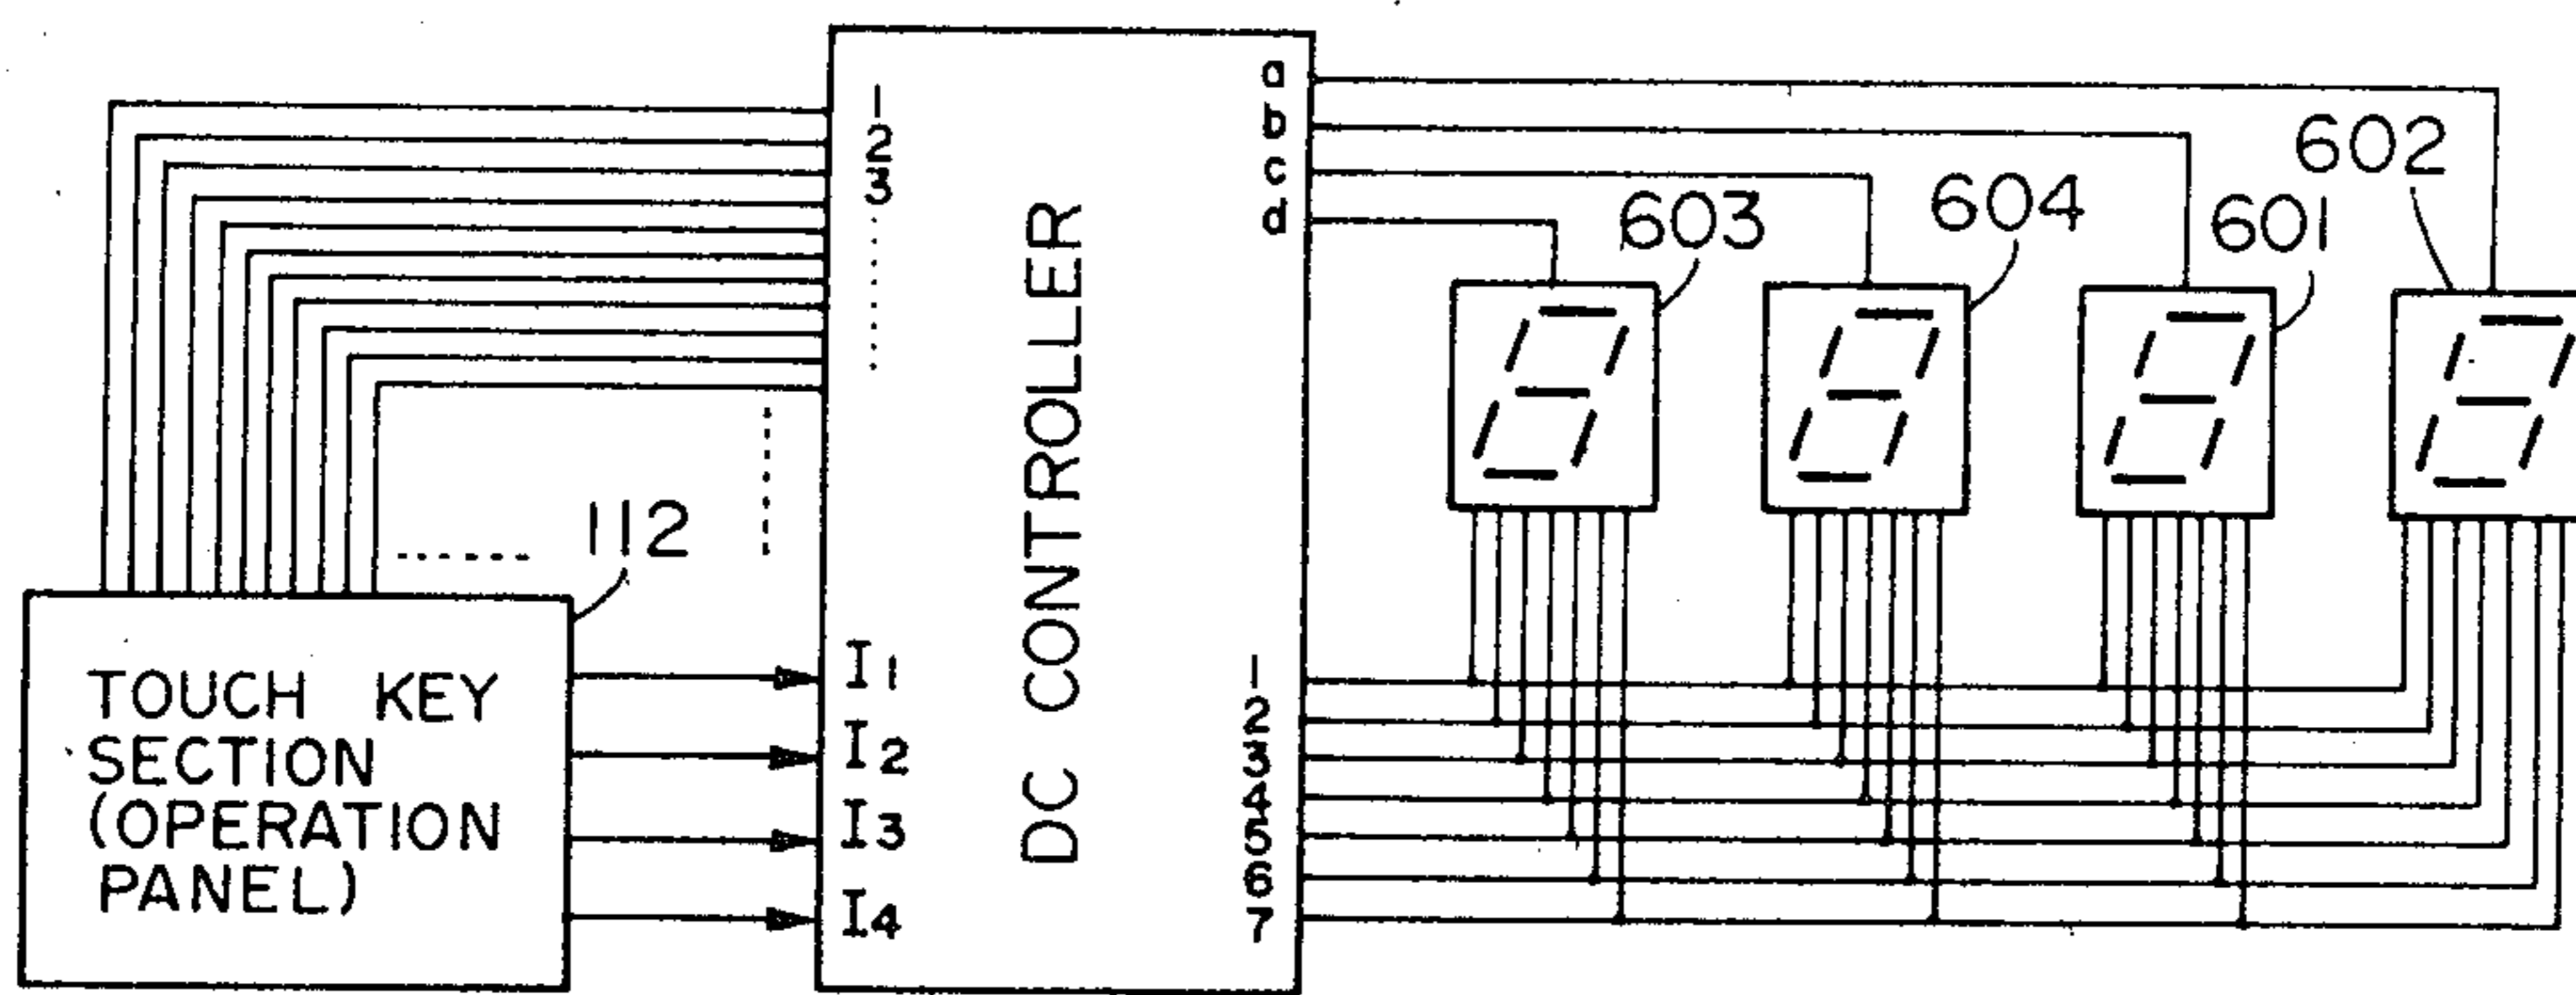 1
2
3
112
TOUCH KEY
SECTION
(OPERATION
PANEL)
I1
I2
I3
I4
DC CONTROLLER
a
b
c
d
603
604
601
602
1
2
3
4
5
6
7